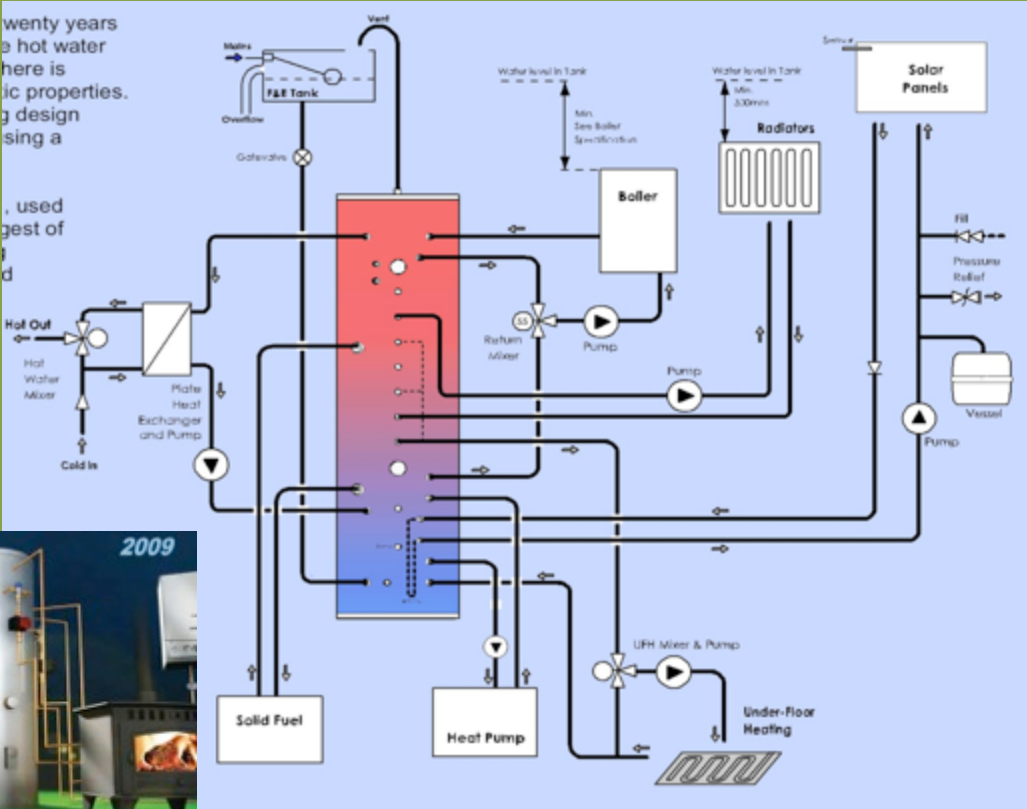 wenty years
e hot water
here is
ic properties.
g design
sing a
, used
gest of
g
d
Vent
Mains
F&E Tank
Overflow
Gatevalve
Water level in Tank
Min.
See Boiler
Specification
Water level in Tank
Min.
Radiators
Boiler
Solar
Panels
Fill
Pressure
Relief
Vessel
Pump
Hot Out
Hot
Water
Mixer
Cold In
Plate
Heat
Exchanger
and Pump
Return
Mixer
Pump
Pump
2009
Solid Fuel
Heat Pump
UFH Mixer & Pump
Under-Floor
Heating